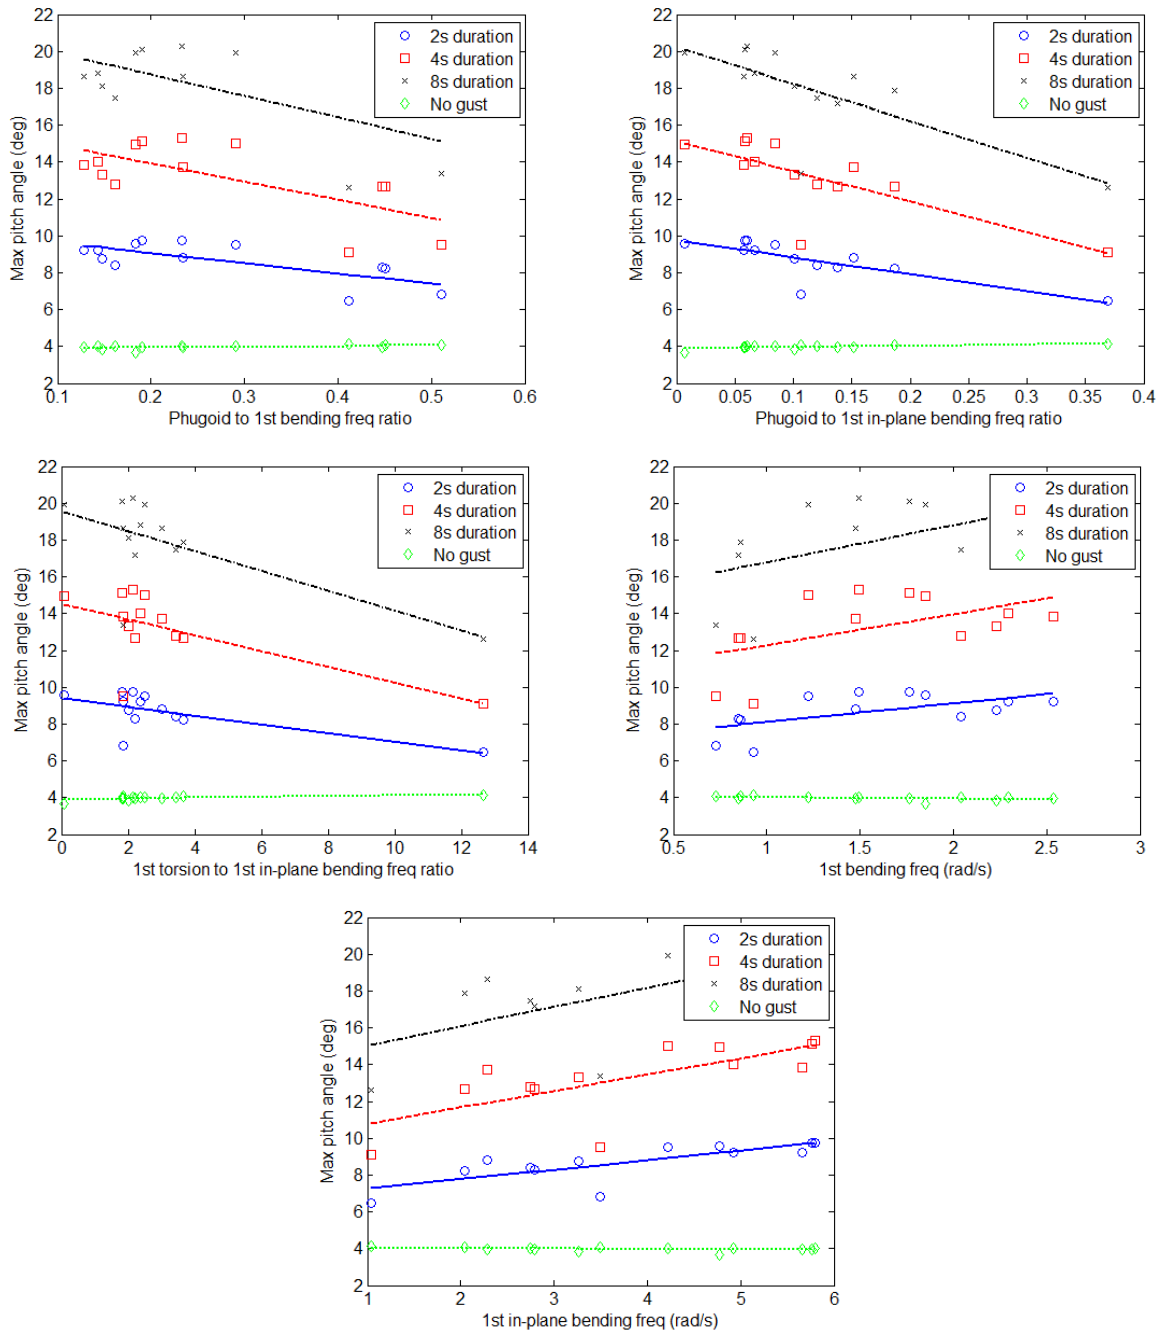 22
20
18
16
14
12
10
8
6
4
2
Max pitch angle (deg)
2s duration
4s duration
8s duration
No gust
0.1 0.2 0.3 0.4 0.5 0.6
Phugoid to 1st bending freq ratio
22
20
18
16
14
12
10
8
6
4
2
Max pitch angle (deg)
2s duration
4s duration
8s duration
No gust
0 0.05 0.1 0.15 0.2 0.25 0.3 0.35 0.4
Phugoid to 1st in-plane bending freq ratio
22
20
18
16
14
12
10
8
6
4
2
Max pitch angle (deg)
2s duration
4s duration
8s duration
No gust
0 2 4 6 8 10 12 14
1st torsion to 1st in-plane bending freq ratio
22
20
18
16
14
12
10
8
6
4
2
Max pitch angle (deg)
2s duration
4s duration
8s duration
No gust
0.5 1 1.5 2 2.5 3
1st bending freq (rad/s)
22
20
18
16
14
12
10
8
6
4
2
Max pitch angle (deg)
2s duration
4s duration
8s duration
No gust
1 2 3 4 5 6
1st in-plane bending freq (rad/s)